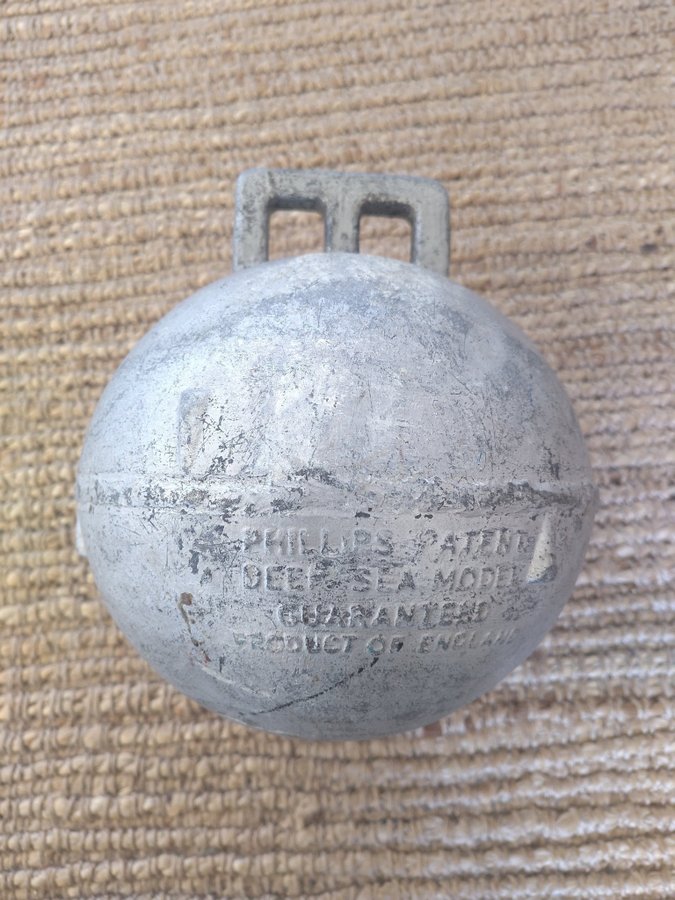 PHILLIPS PATENT
DEEP SEA MODEL
GUARANTEED
PRODUCT OF ENGLAND